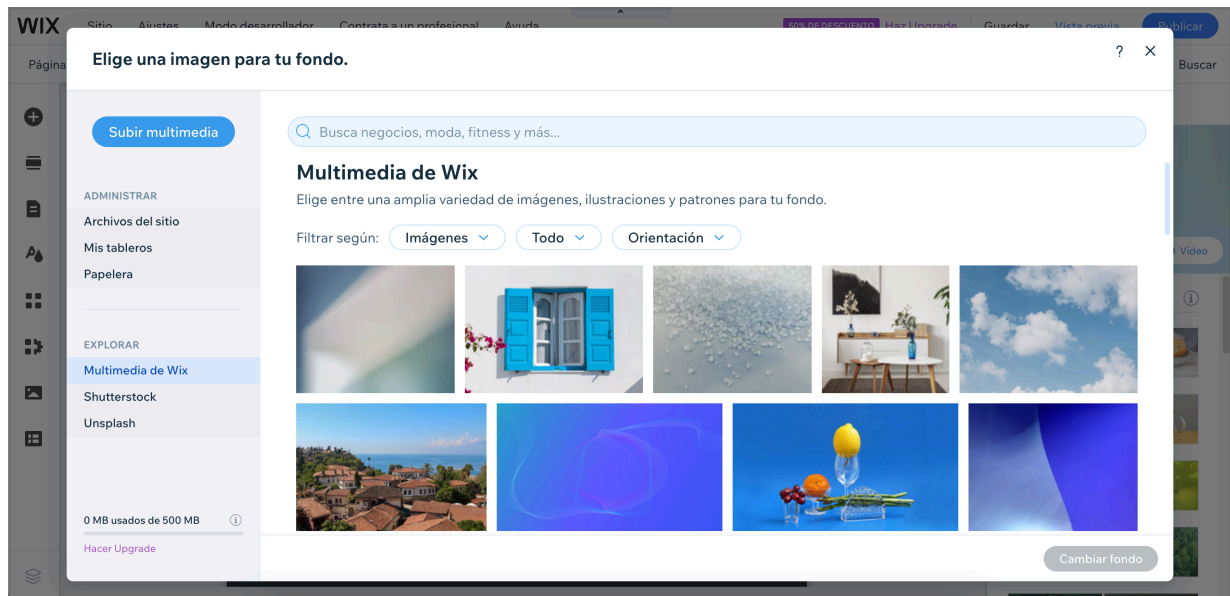 WIX Sitio Ajustes Modo desarrollador Contrata a un profesional Ayuda 50% DE DESCUENTO Haz Upgrade Guardar Vista previa Publicar
Página
Buscar
Elige una imagen para tu fondo.
?
Subir multimedia
ADMINISTRAR
Archivos del sitio
Mis tableros
Papelera
EXPLORAR
Multimedia de Wix
Shutterstock
Unsplash
0 MB usados de 500 MB
Hacer Upgrade
Busca negocios, moda, fitness y más...
Multimedia de Wix
Elige entre una amplia variedad de imágenes, ilustraciones y patrones para tu fondo.
Filtrar según: Imágenes Todo Orientación
Video
Cambiar fondo